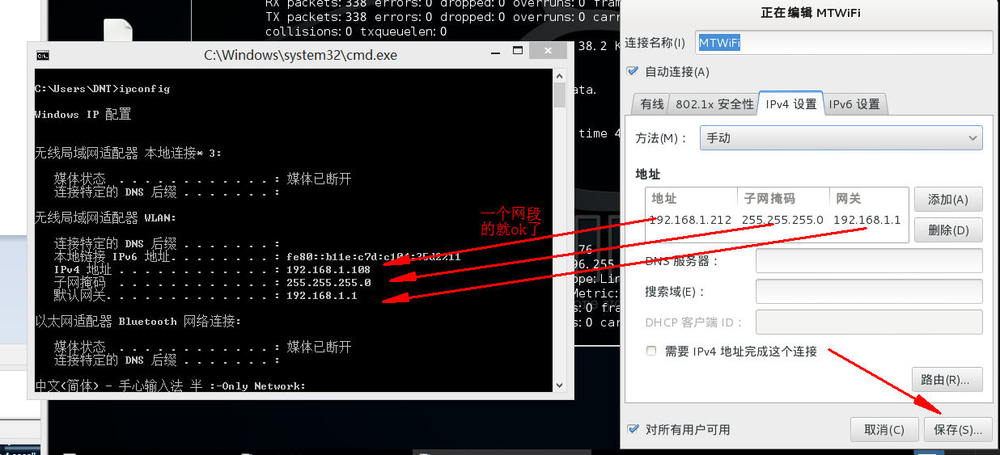 RX packets:338 errors:0 dropped:0 overruns:0 fram
TX packets:338 errors:0 dropped:0 overruns:0 carr
collisions:0 txqueuelen:0
38.2 K
ata.
time 4
76
96.255
ope:Lin
Metric:
s:0 fra
s:0 car
C:\Windows\system32\cmd.exe
C:\Users\DNT>ipconfig
Windows IP 配置
无线局域网适配器 本地连接* 3:
媒体状态 . . . . . . . . . . . . : 媒体已断开
连接特定的 DNS 后缀 . . . . . . . :
无线局域网适配器 WLAN:
连接特定的 DNS 后缀 . . . . . . . :
本地链接 IPv6 地址. . . . . . . . :
IPv4 地址 . . . . . . . . . . . . : 192.168.1.108
子网掩码 . . . . . . . . . . . . : 255.255.255.0
默认网关. . . . . . . . . . . . . : 192.168.1.1
以太网适配器 Bluetooth 网络连接:
媒体状态 . . . . . . . . . . . . : 媒体已断开
连接特定的 DNS 后缀 . . . . . . . :
中文(简体) - 手心输入法 半 :-Only Network:
一个网段
的就ok了
正在编辑 MTWiFi
连接名称(I) MTWiFi
自动连接(A)
有线 802.1x 安全性 IPv4 设置 IPv6 设置
方法(M)： 手动
地址
地址 子网掩码 网关
192.168.1.212 255.255.255.0 192.168.1.1
添加(A)
删除(D)
DNS 服务器：
搜索域(E)：
DHCP 客户端 ID：
需要 IPv4 地址完成这个连接
路由(R)...
对所有用户可用
取消(C) 保存(S)...